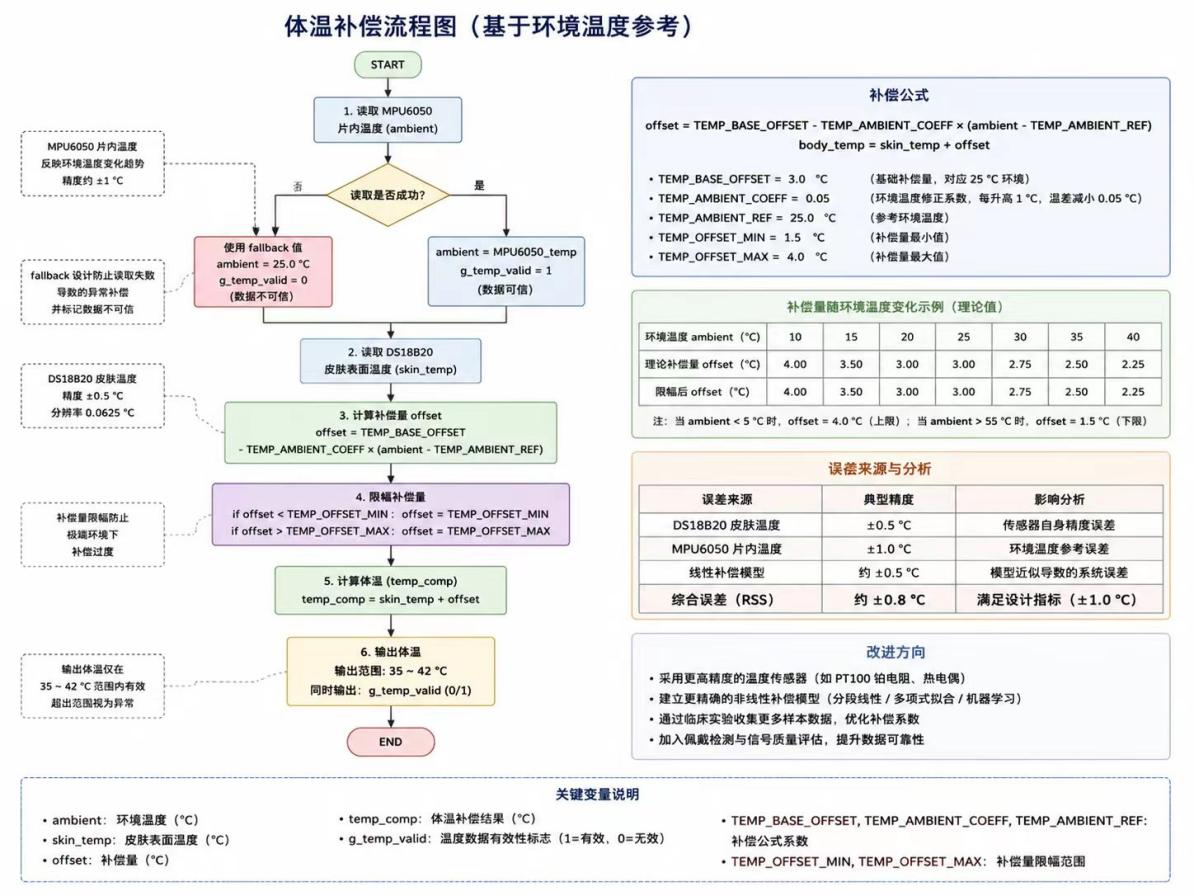 体温补偿流程图（基于环境温度参考）
START
1. 读取 MPU6050
片内温度 (ambient)
读取是否成功？
否
是
使用 fallback 值
ambient = 25.0 °C
g_temp_valid = 0
(数据不可信)
ambient = MPU6050_temp
g_temp_valid = 1
(数据可信)
2. 读取 DS18B20
皮肤表面温度 (skin_temp)
3. 计算补偿量 offset
offset = TEMP_BASE_OFFSET
- TEMP_AMBIENT_COEFF × (ambient - TEMP_AMBIENT_REF)
4. 限幅补偿量
if offset < TEMP_OFFSET_MIN： offset = TEMP_OFFSET_MIN
if offset > TEMP_OFFSET_MAX： offset = TEMP_OFFSET_MAX
5. 计算体温 (temp_comp)
temp_comp = skin_temp + offset
6. 输出体温
输出范围: 35 ~ 42 °C
同时输出： g_temp_valid (0/1)
END
MPU6050 片内温度
反映环境温度变化趋势
精度约 ±1 °C
fallback 设计防止读取失数
导数的异常补偿
并标记数据不可信
DS18B20 皮肤温度
精度 ±0.5 °C
分辨率 0.0625 °C
补偿量限幅防止
极端环境下
补偿过度
输出体温仅在
35 ~ 42 °C 范围内有效
超出范围视为异常
补偿公式
offset = TEMP_BASE_OFFSET - TEMP_AMBIENT_COEFF × (ambient - TEMP_AMBIENT_REF)
body_temp = skin_temp + offset
• TEMP_BASE_OFFSET = 3.0 °C （基础补偿量，对应 25 °C 环境）
• TEMP_AMBIENT_COEFF = 0.05 （环境温度修正系数，每升高 1 °C，温差减小 0.05 °C）
• TEMP_AMBIENT_REF = 25.0 °C （参考环境温度）
• TEMP_OFFSET_MIN = 1.5 °C （补偿量最小值）
• TEMP_OFFSET_MAX = 4.0 °C （补偿量最大值）
补偿量随环境温度变化示例（理论值）
环境温度 ambient（°C） 10 15 20 25 30 35 40
理论补偿量 offset（°C） 4.00 3.50 3.00 3.00 2.75 2.50 2.25
限幅后 offset（°C） 4.00 3.50 3.00 3.00 2.75 2.50 2.25
注：当 ambient < 5 °C 时，offset = 4.0 °C（上限）；当 ambient > 55 °C 时，offset = 1.5 °C（下限）
误差来源与分析
误差来源 典型精度 影响分析
DS18B20 皮肤温度 ±0.5 °C 传感器自身精度误差
MPU6050 片内温度 ±1.0 °C 环境温度参考误差
线性补偿模型 约 ±0.5 °C 模型近似导数的系统误差
综合误差（RSS） 约 ±0.8 °C 满足设计指标（±1.0 °C）
改进方向
• 采用更高精度的温度传感器（如 PT100 铂电阻、热电偶）
• 建立更精确的非线性补偿模型（分段线性 / 多项式拟合 / 机器学习）
• 通过临床实验收集更多样本数据，优化补偿系数
• 加入佩戴检测与信号质量评估，提升数据可靠性
关键变量说明
• ambient： 环境温度（°C）
• skin_temp： 皮肤表面温度（°C）
• offset： 补偿量（°C）
• temp_comp： 体温补偿结果（°C）
• g_temp_valid： 温度数据有效性标志（1=有效，0=无效）
• TEMP_BASE_OFFSET, TEMP_AMBIENT_COEFF, TEMP_AMBIENT_REF:
补偿公式系数
• TEMP_OFFSET_MIN, TEMP_OFFSET_MAX： 补偿量限幅范围